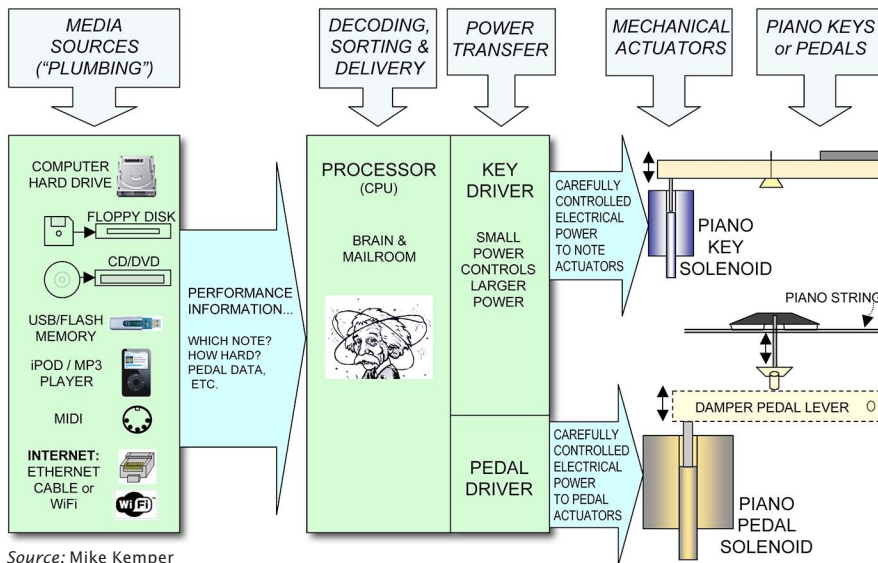 MEDIA
SOURCES
(“PLUMBING”)
DECODING,
SORTING &
DELIVERY
POWER
TRANSFER
MECHANICAL
ACTUATORS
PIANO KEYS
or PEDALS
COMPUTER
HARD DRIVE
FLOPPY DISK
CD/DVD
USB/FLASH
MEMORY
iPOD / MP3
PLAYER
MIDI
INTERNET:
ETHERNET
CABLE or
WiFi
Wi Fi
PERFORMANCE
INFORMATION...
WHICH NOTE?
HOW HARD?
PEDAL DATA,
ETC.
PROCESSOR
(CPU)
BRAIN &
MAILROOM
KEY
DRIVER
SMALL
POWER
CONTROLS
LARGER
POWER
PEDAL
DRIVER
CAREFULLY
CONTROLLED
ELECTRICAL
POWER
TO NOTE
ACTUATORS
CAREFULLY
CONTROLLED
ELECTRICAL
POWER
TO PEDAL
ACTUATORS
PIANO
KEY
SOLENOID
PIANO STRING
DAMPER PEDAL LEVER
PIANO
PEDAL
SOLENOID
Source: Mike Kemper